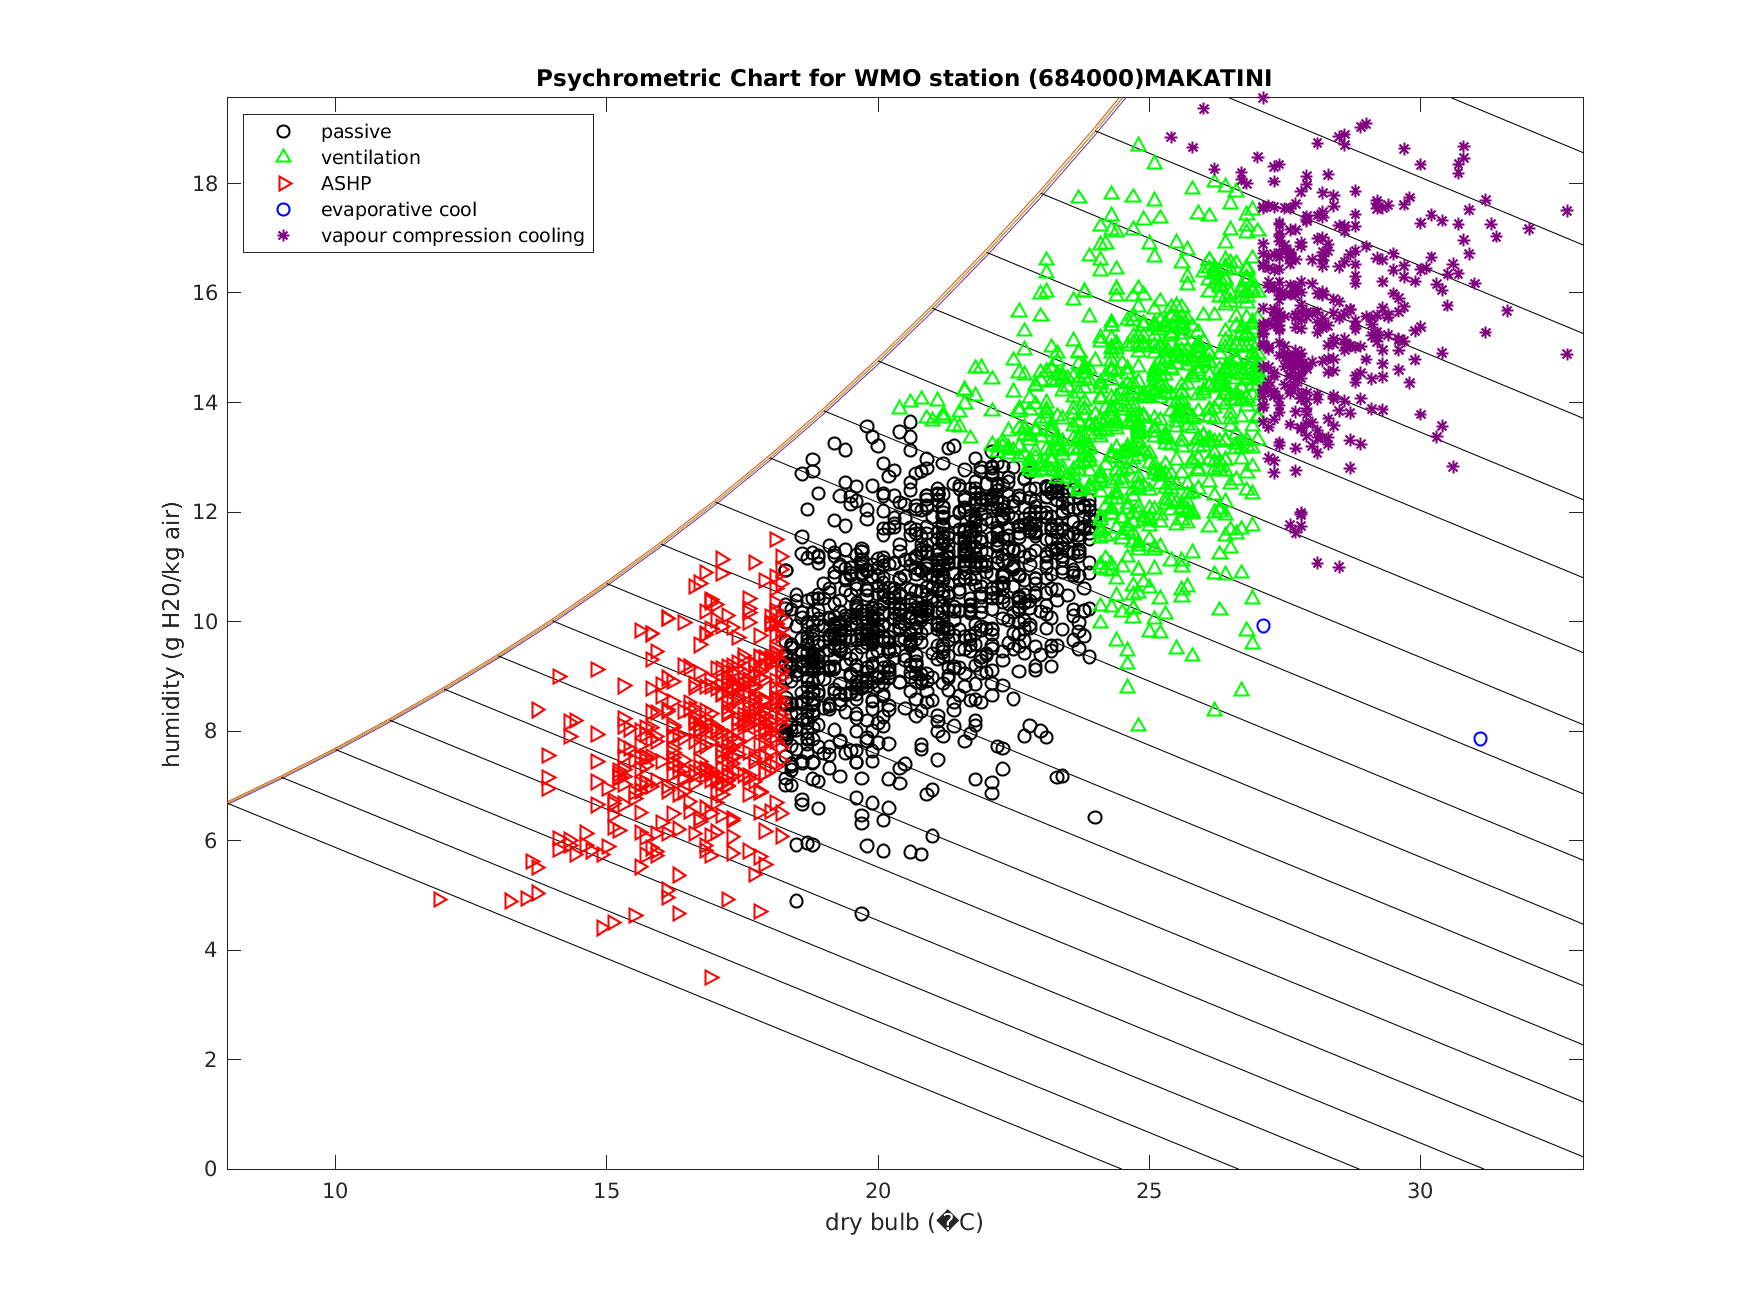 Psychrometric Chart for WMO station (684000)MAKATINI
passive
ventilation
ASHP
evaporative cool
vapour compression cooling
humidity (g H20/kg air)
18
16
14
12
10
8
6
4
2
0
10
15
20
25
30
dry bulb (�C)